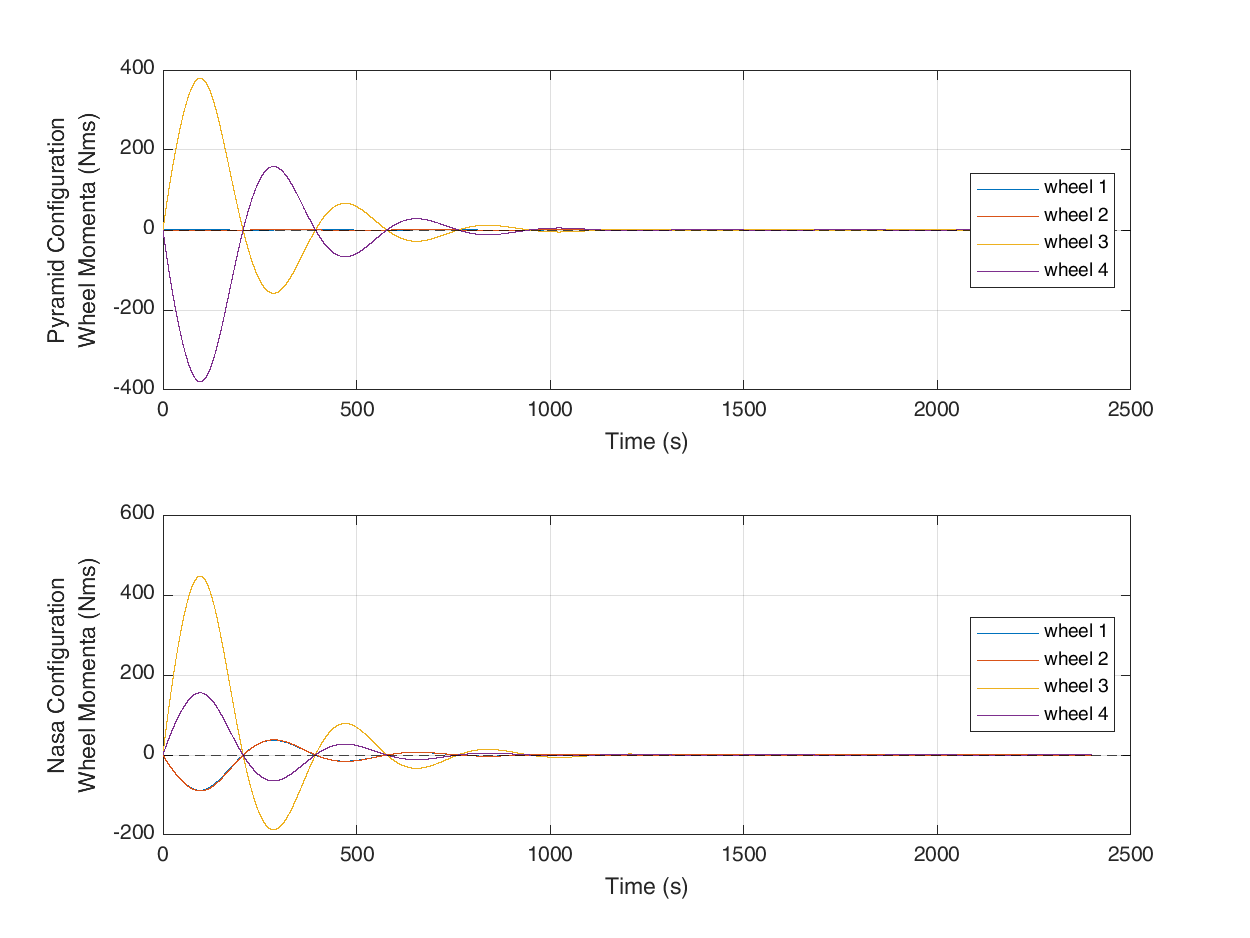 Pyramid Configuration
Wheel Momenta (Nms)
400
200
0
-200
-400
0 500 1000 1500 2000 2500
Time (s)
wheel 1
wheel 2
wheel 3
wheel 4
Nasa Configuration
Wheel Momenta (Nms)
600
400
200
0
-200
0 500 1000 1500 2000 2500
Time (s)
wheel 1
wheel 2
wheel 3
wheel 4